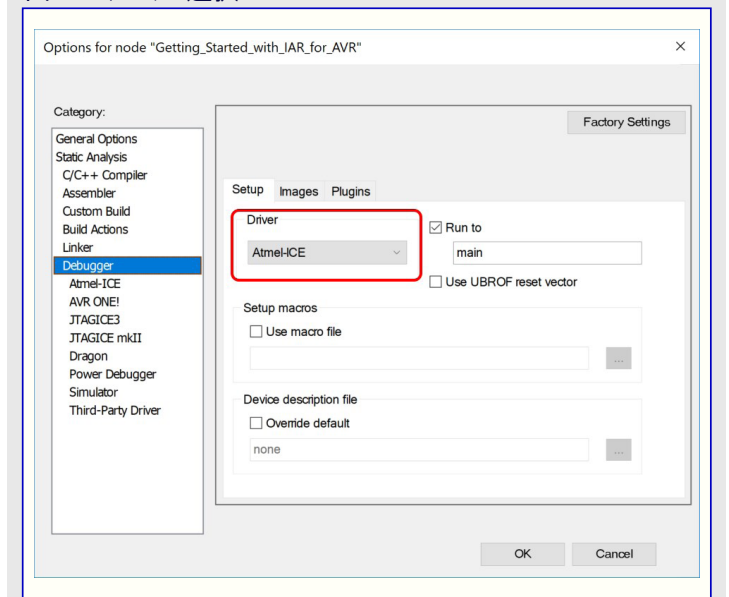 Options for node "Getting_Started_with_IAR_for_AVR"
Category:
Factory Settings
General Options
Static Analysis
C/C++ Compiler
Assembler
Custom Build
Build Actions
Linker
Debugger
Atmel-ICE
AVR ONE!
JTAGICE3
JTAGICE mkII
Dragon
Power Debugger
Simulator
Third-Party Driver
Setup Images Plugins
Driver
Atmel-ICE
Run to
main
Use UBROF reset vector
Setup macros
Use macro file
...
Device description file
Override default
none
...
OK Cancel